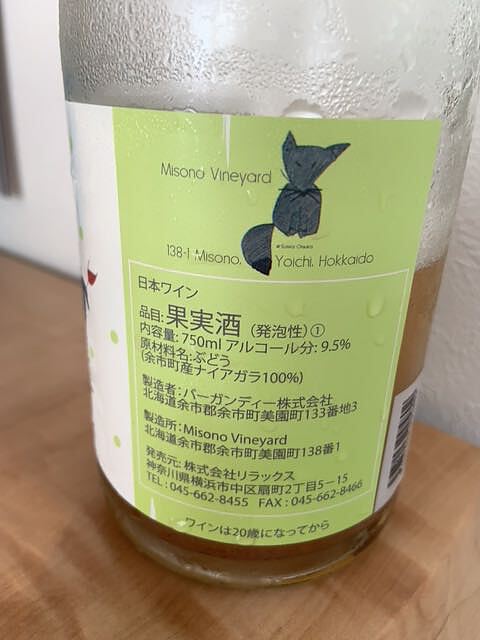 Misono Vineyard
138-1 Misono, Yoichi, Hokkaido
日本ワイン
品目:果実酒 (発泡性)①
内容量: 750ml アルコール分: 9.5%
原材料名:ぶどう
(余市町産ナイアガラ100%)
製造者: バーガンディー株式会社
北海道余市郡余市町美園町133番地3
製造所: Misono Vineyard
北海道余市郡余市町美園町138番1
発売元: 株式会社リラックス
神奈川県横浜市中区扇町2丁目5-15
TEL : 045-662-8455 FAX : 045-662-8466
ワインは20歳になってから